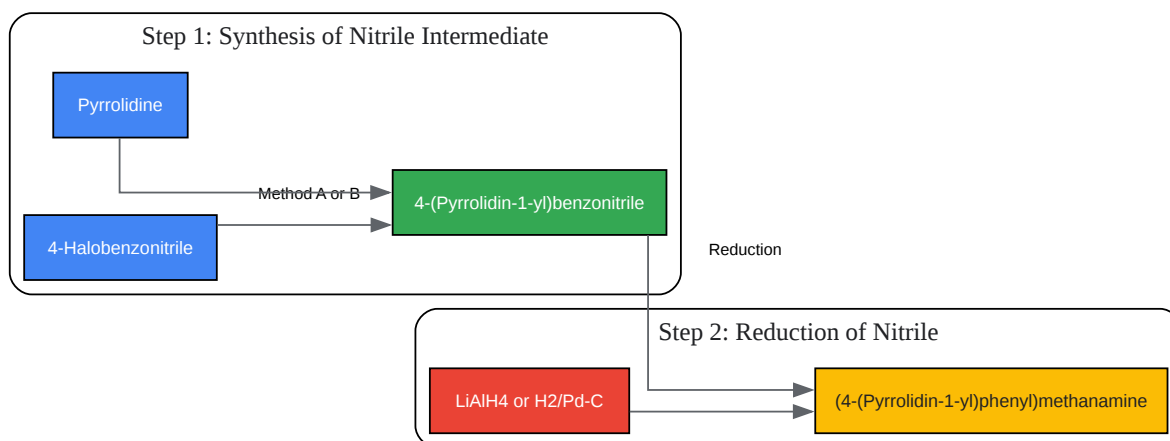 Step 1: Synthesis of Nitrile Intermediate
Pyrrolidine
Method A or B
4-(Pyrrolidin-1-yl)benzonitrile
4-Halobenzonitrile
Reduction
Step 2: Reduction of Nitrile
LiAlH4 or H2/Pd-C
(4-(Pyrrolidin-1-yl)phenyl)methanamine